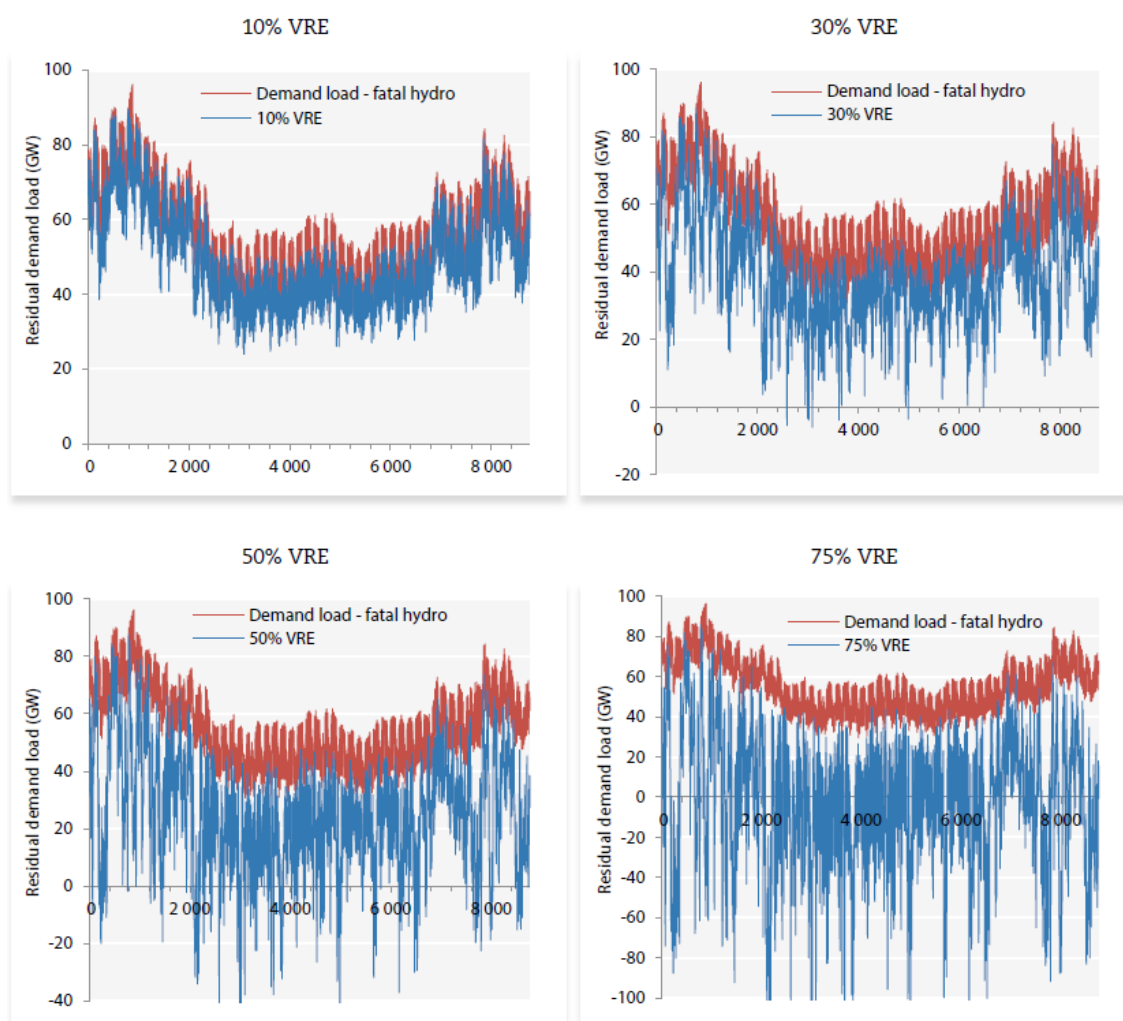 10% VRE
100
80
60
40
20
0
Residual demand load (GW)
Demand load - fatal hydro
10% VRE
0 2 000 4 000 6 000 8 000
30% VRE
100
80
60
40
20
0
-20
Residual demand load (GW)
Demand load - fatal hydro
30% VRE
0 2 000 4 000 6 000 8 000
50% VRE
100
80
60
40
20
0
-20
-40
Residual demand load (GW)
Demand load - fatal hydro
50% VRE
0 2 000 4 000 6 000 8 000
75% VRE
100
80
60
40
20
0
-20
-40
-60
-80
-100
Residual demand load (GW)
Demand load - fatal hydro
75% VRE
0 2 000 4 000 6 000 8 000